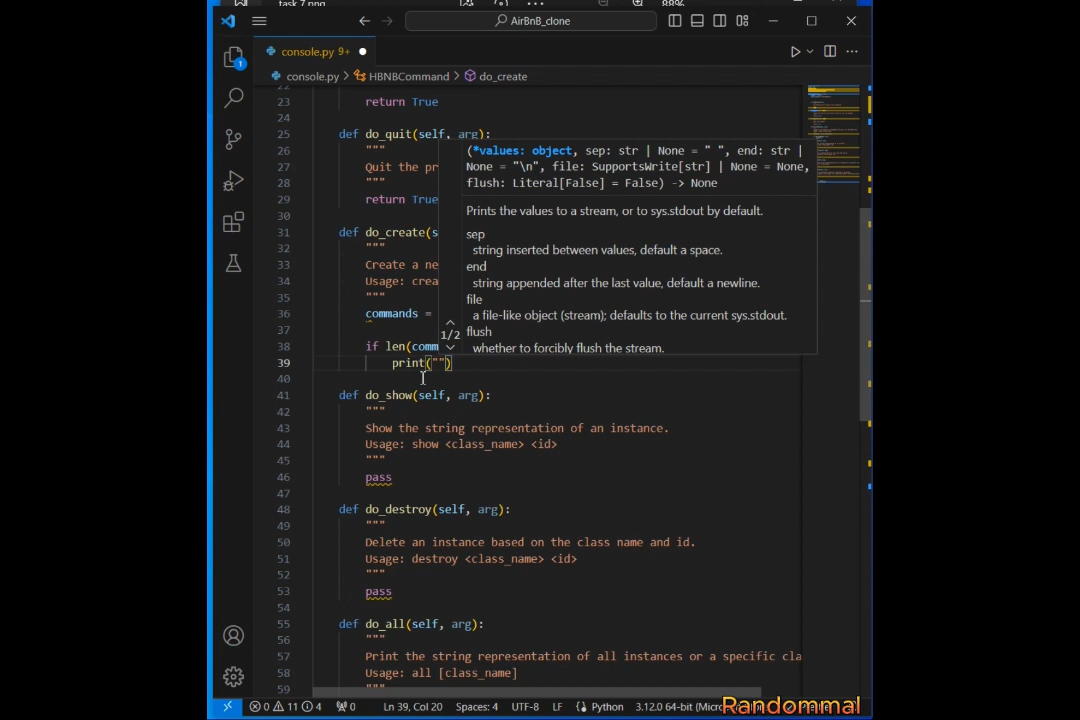 task 7.png
88%
AirBnB_clone
console.py 9+
console.py > HBNBCommand > do_create
1
23 return True
24
25 def do_quit(self, arg):
26 """
27 Quit the pr
28 """
29 return True
30
31 def do_create(s
32 """
33 Create a ne
34 Usage: crea
35 """
36 commands =
37
38 if len(comm
39 print("")
40
(*values: object, sep: str | None = " ", end: str |
None = "\n", file: SupportsWrite[str] | None = None,
flush: Literal[False] = False) -> None
Prints the values to a stream, or to sys.stdout by default.
sep
string inserted between values, default a space.
end
string appended after the last value, default a newline.
file
a file-like object (stream); defaults to the current sys.stdout.
1/2
flush
whether to forcibly flush the stream.
41 def do_show(self, arg):
42 """
43 Show the string representation of an instance.
44 Usage: show <class_name> <id>
45 """
46 pass
47
48 def do_destroy(self, arg):
49 """
50 Delete an instance based on the class name and id.
51 Usage: destroy <class_name> <id>
52 """
53 pass
54
55 def do_all(self, arg):
56 """
57 Print the string representation of all instances or a specific cla
58 Usage: all [class_name]
59 """
0 11 4 0 Ln 39, Col 20 Spaces: 4 UTF-8 LF Python 3.12.0 64-bit (Micro
Randommal